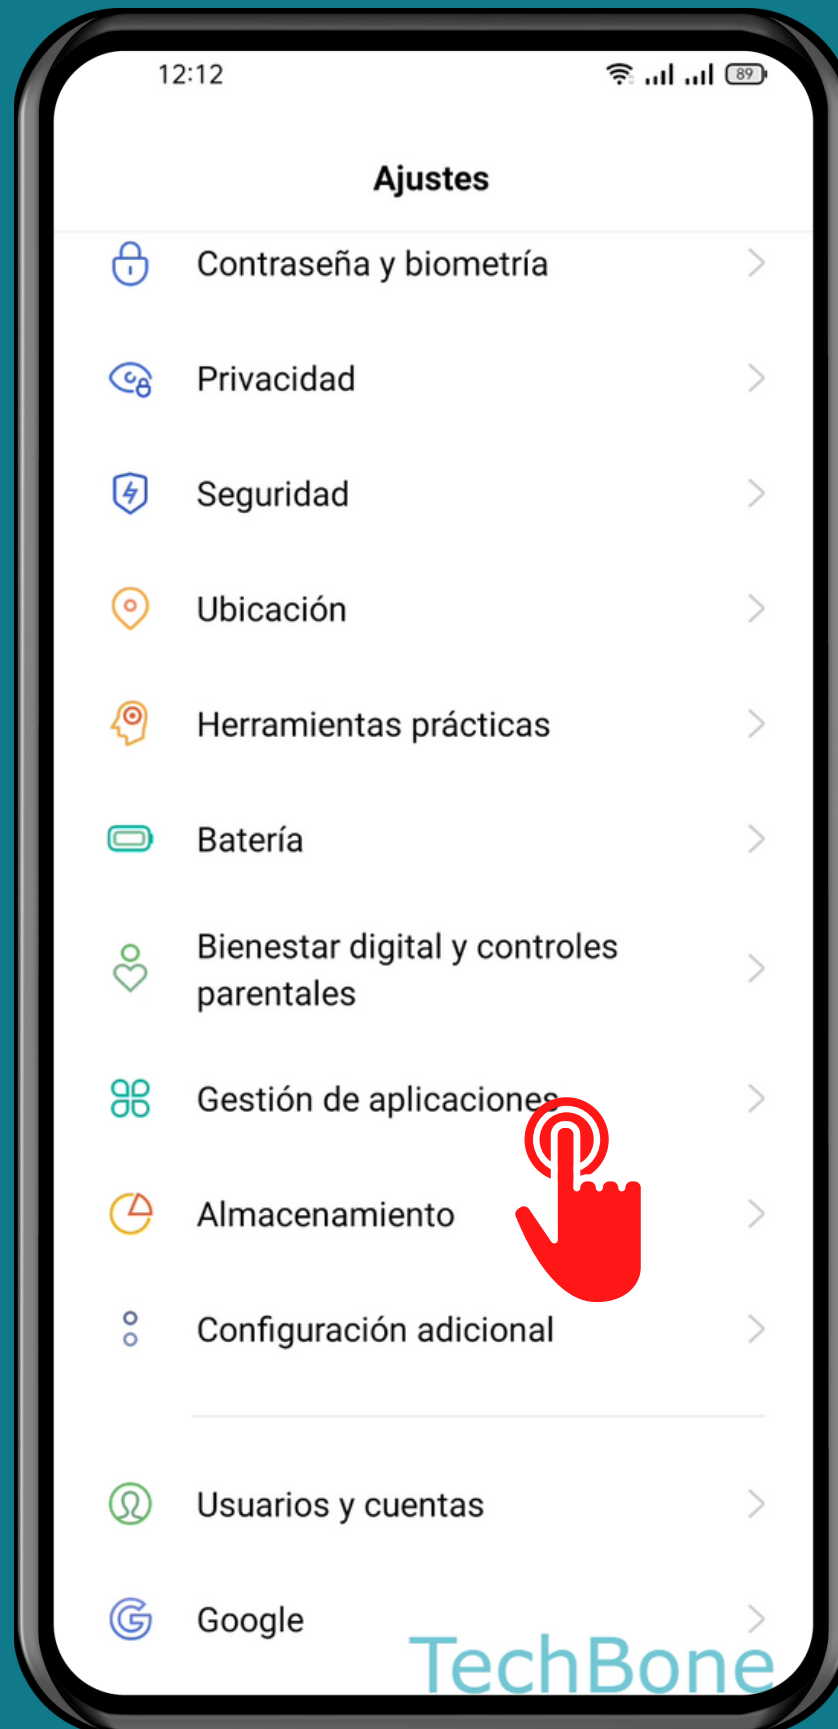 12:12
89
Ajustes
Contraseña y biometría
Privacidad
Seguridad
Ubicación
Herramientas prácticas
Batería
Bienestar digital y controles
parentales
Gestión de aplicaciones
Almacenamiento
Configuración adicional
Usuarios y cuentas
Google
TechBone